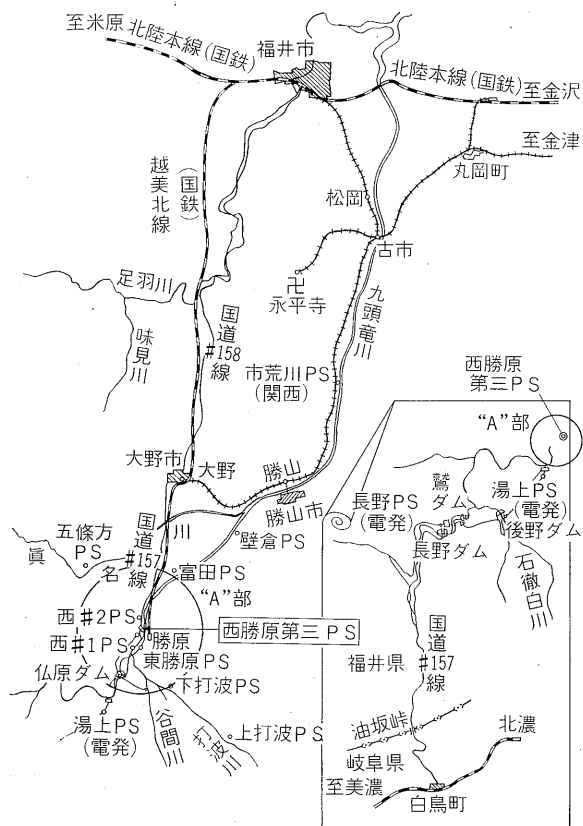 至米原
北陸本線(国鉄)
福井市
北陸本線(国鉄)
至金沢
至金津
丸岡町
越美北線
(国鉄)
松岡
古市
卍
永平寺
足羽川
味見川
国道#158線
九頭竜川
市荒川PS
(関西)
大野市
大野
勝山
勝山市
壁倉PS
五條方
PS
眞名川
国道#157線
富田PS
“A”部
西#2PS
西#1PS
勝原
東勝原PS
西勝原第三PS
仏原ダム
下打波PS
湯上PS
(電発)
谷間川
打波川
上打波PS
西勝原
第三PS
“A”部
湯上PS
(電発)
鷲ダム
長野PS
(電発)
後野ダム
長野ダム
石徹白川
国道#157線
福井県
油坂峠
岐阜県
北濃
至美濃
白鳥町